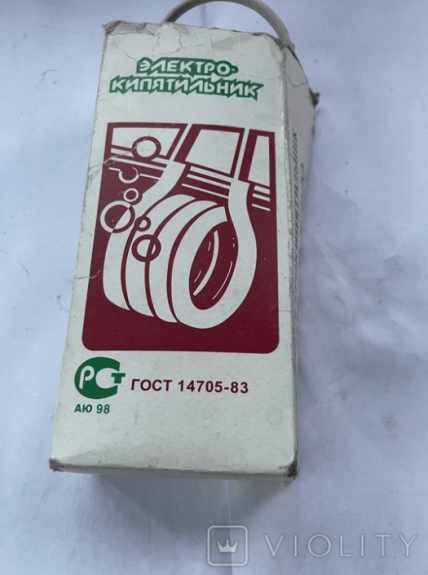 ЭЛЕКТРО-
КИПЯТИЛЬНИК
РСТ
АЮ 98
ГОСТ 14705-83
VIOLITY